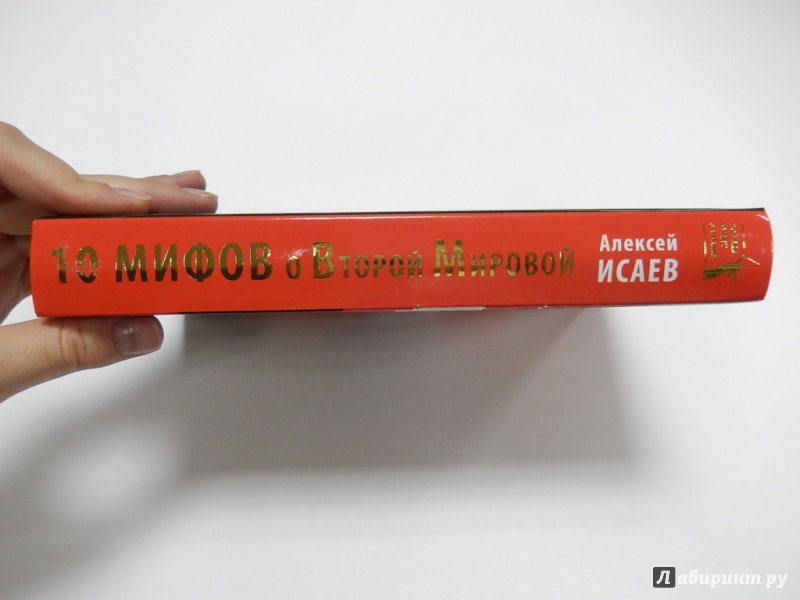 10 МИФОВ о Второй Мировой
Алексей
ИСАЕВ
Лабиринт.ру